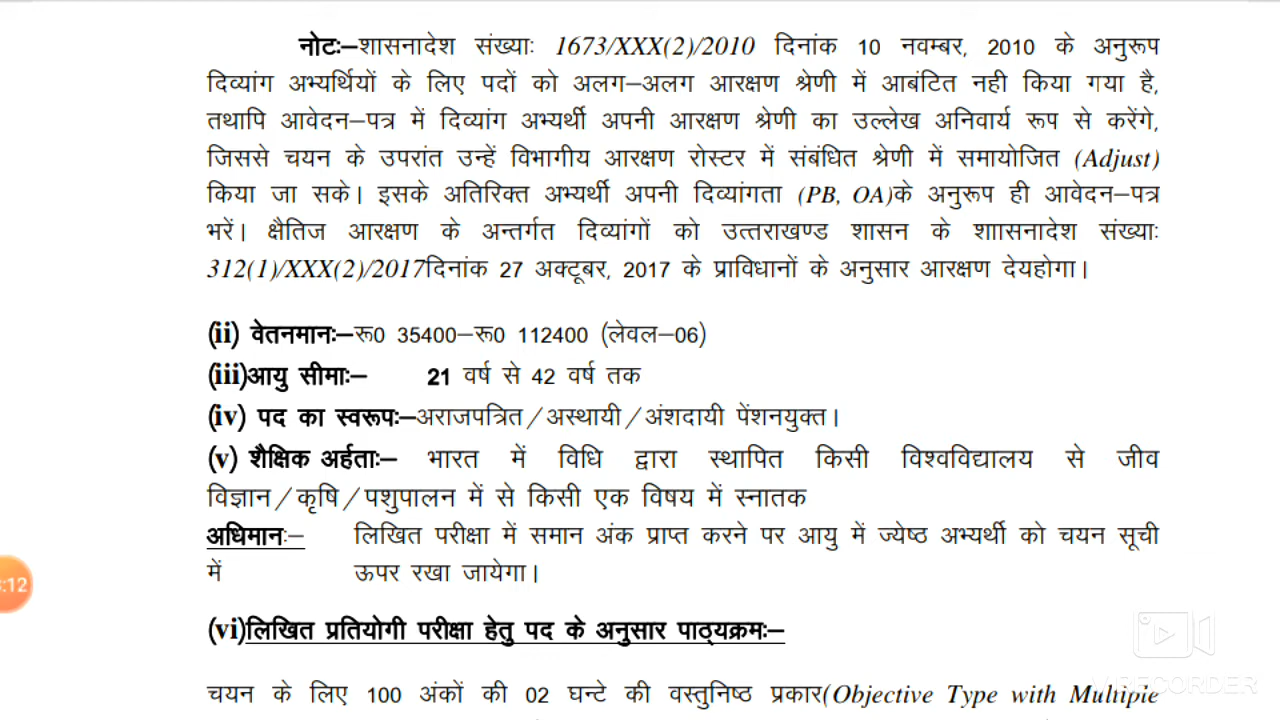 नोटः–शासनादेश संख्याः 1673/XXX(2)/2010 दिनांक 10 नवम्बर, 2010 के अनुरूप
दिव्यांग अभ्यर्थियों के लिए पदों को अलग–अलग आरक्षण श्रेणी में आबंटित नही किया गया है,
तथापि आवेदन–पत्र में दिव्यांग अभ्यर्थी अपनी आरक्षण श्रेणी का उल्लेख अनिवार्य रूप से करेंगे,
जिससे चयन के उपरांत उन्हें विभागीय आरक्षण रोस्टर में संबंधित श्रेणी में समायोजित (Adjust)
किया जा सके। इसके अतिरिक्त अभ्यर्थी अपनी दिव्यांगता (PB, OA)के अनुरूप ही आवेदन–पत्र
भरें। क्षैतिज आरक्षण के अन्तर्गत दिव्यांगों को उत्तराखण्ड शासन के शाासनादेश संख्याः
312(1)/XXX(2)/2017दिनांक 27 अक्टूबर, 2017 के प्राविधानों के अनुसार आरक्षण देयहोगा।
(ii) वेतनमानः–रू0 35400–रू0 112400 (लेवल–06)
(iii)आयु सीमाः– 21 वर्ष से 42 वर्ष तक
(iv) पद का स्वरूपः–अराजपत्रित/अस्थायी/अंशदायी पेंशनयुक्त।
(v) शैक्षिक अर्हताः– भारत में विधि द्वारा स्थापित किसी विश्वविद्यालय से जीव
विज्ञान/कृषि/पशुपालन में से किसी एक विषय में स्नातक
अधिमानः– लिखित परीक्षा में समान अंक प्राप्त करने पर आयु में ज्येष्ठ अभ्यर्थी को चयन सूची
में ऊपर रखा जायेगा।
:12
(vi)लिखित प्रतियोगी परीक्षा हेतु पद के अनुसार पाठ्यक्रमः–
चयन के लिए 100 अंकों की 02 घन्टे की वस्तुनिष्ठ प्रकार(Objective Type with Multiple
VIRECORDER